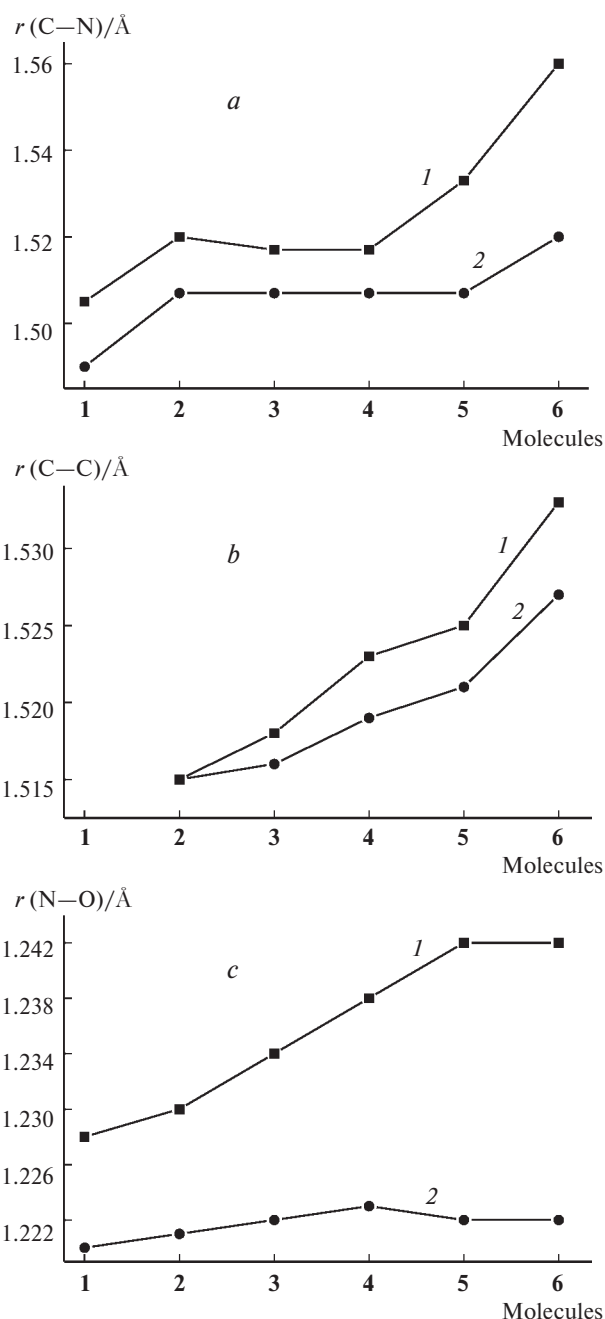 r (C—N)/Å
1.56
a
1.54
1
1.52
2
1.50
1 2 3 4 5 6
Molecules
r (C—C)/Å
1.530
1
b
2
1.525
1.520
1.515
1 2 3 4 5 6
Molecules
r (N—O)/Å
1.242
1
c
1.238
1.234
1.230
1.226
2
1.222
1 2 3 4 5 6
Molecules